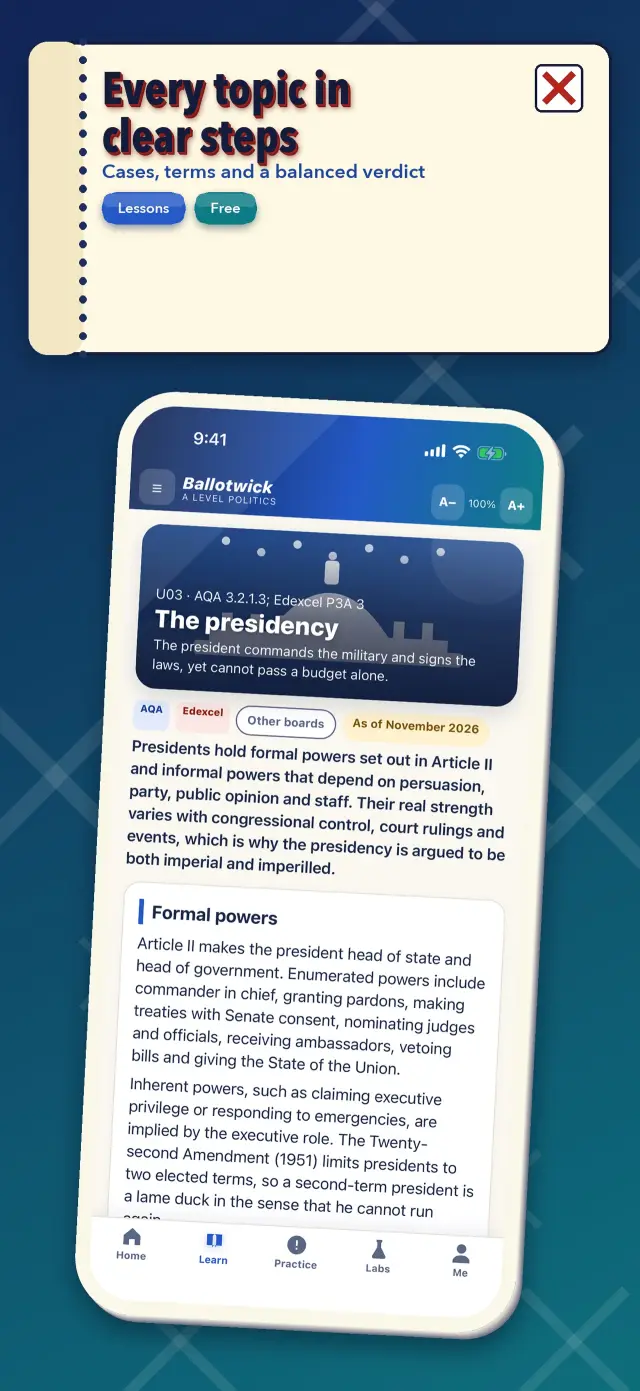 Every topic in
clear steps
Cases, terms and a balanced verdict
Lessons
Free
9:41
Ballotwick
A LEVEL POLITICS
A−
100%
A+
U03 · AQA 3.2.1.3; Edexcel P3A 3
The presidency
The president commands the military and signs the
laws, yet cannot pass a budget alone.
AQA
Edexcel
Other boards
As of November 2026
Presidents hold formal powers set out in Article II
and informal powers that depend on persuasion,
party, public opinion and staff. Their real strength
varies with congressional control, court rulings and
events, which is why the presidency is argued to be
both imperial and imperilled.
Formal powers
Article II makes the president head of state and
head of government. Enumerated powers include
commander in chief, granting pardons, making
treaties with Senate consent, nominating judges
and officials, receiving ambassadors, vetoing
bills and giving the State of the Union.
Inherent powers, such as claiming executive
privilege or responding to emergencies, are
implied by the executive role. The Twenty-
second Amendment (1951) limits presidents to
two elected terms, so a second-term president is
a lame duck in the sense that he cannot run
Home
Learn
Practice
Labs
Me